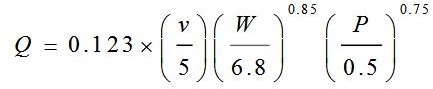 Q = 0.123 × (v/5) (W/6.8)^0.85 (P/0.5)^0.75